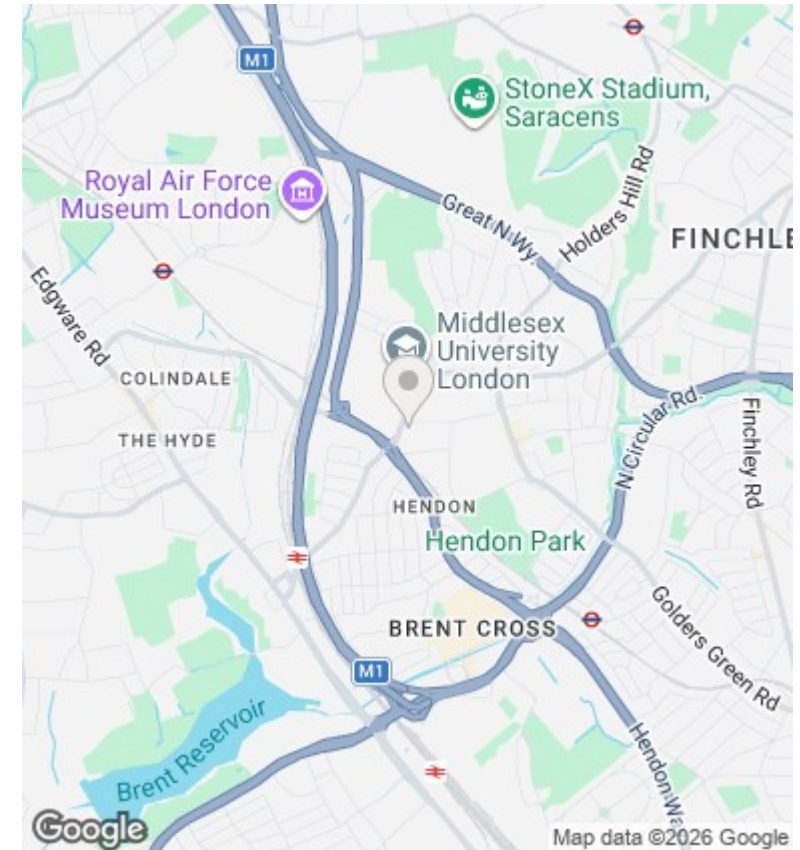 M1
StoneX Stadium,
Saracens
Royal Air Force
Museum London
Great N Wy.
Holders Hill Rd
FINCHLE
Edgware Rd
Middlesex
University
London
COLINDALE
THE HYDE
N Circular Rd.
Finchley Rd
HENDON
Hendon Park
BRENT CROSS
Golders Green Rd
M1
Brent Reservoir
Hendon Wa
Google
Map data ©2026 Google